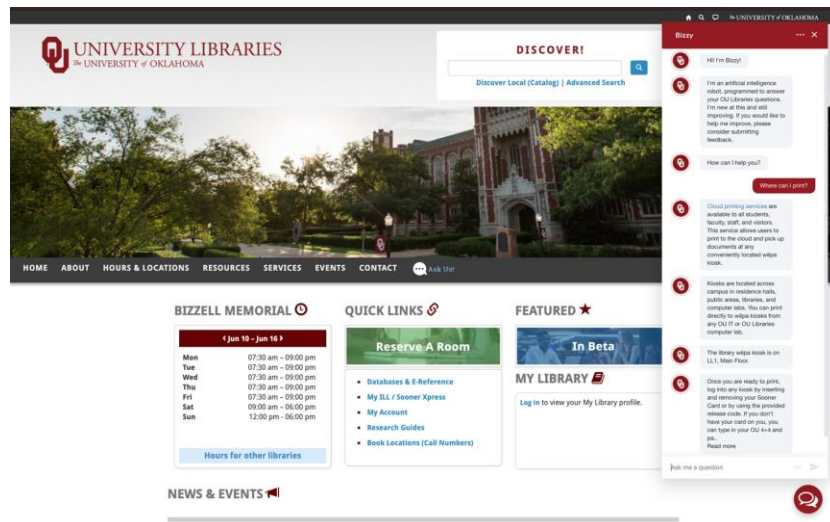 The UNIVERSITY of OKLAHOMA
UNIVERSITY LIBRARIES
The UNIVERSITY of OKLAHOMA
DISCOVER!
Discover Local (Catalog) | Advanced Search
HOME ABOUT HOURS & LOCATIONS RESOURCES SERVICES EVENTS CONTACT Ask Us!
BIZZELL MEMORIAL
Jun 10 – Jun 16
Mon 07:30 am – 09:00 pm
Tue 07:30 am – 09:00 pm
Wed 07:30 am – 09:00 pm
Thu 07:30 am – 09:00 pm
Fri 07:30 am – 09:00 pm
Sat 09:00 am – 06:00 pm
Sun 12:00 pm - 06:00 pm
Hours for other libraries
QUICK LINKS
Reserve A Room
Databases & E-Reference
My ILL / Sooner Xpress
My Account
Research Guides
Book Locations (Call Numbers)
FEATURED
In Beta
MY LIBRARY
Log in to view your My Library profile.
NEWS & EVENTS
Bizzy
Hi! I'm Bizzy!
I'm an artificial intelligence
robot, programmed to answer
your OU Libraries questions.
I'm new at this and still
improving. If you would like to
help me improve, please
consider submitting
feedback.
How can I help you?
Where can I print?
Cloud printing services are
available to all students,
faculty, staff, and visitors.
This service allows users to
print to the cloud and pick up
documents at any
conveniently located wēpa
kiosk.
Kiosks are located across
campus in residence halls,
public areas, libraries, and
computer labs. You can print
directly to wēpa kiosks from
any OU IT or OU Libraries
computer lab.
The library wēpa kiosk is on
LL1, Main Floor.
Once you are ready to print,
log into any kiosk by inserting
and removing your Sooner
Card or by using the provided
release code. If you don't
have your card on you, you
can type in your OU 4+4 and
pa..
Read more
Ask me a question